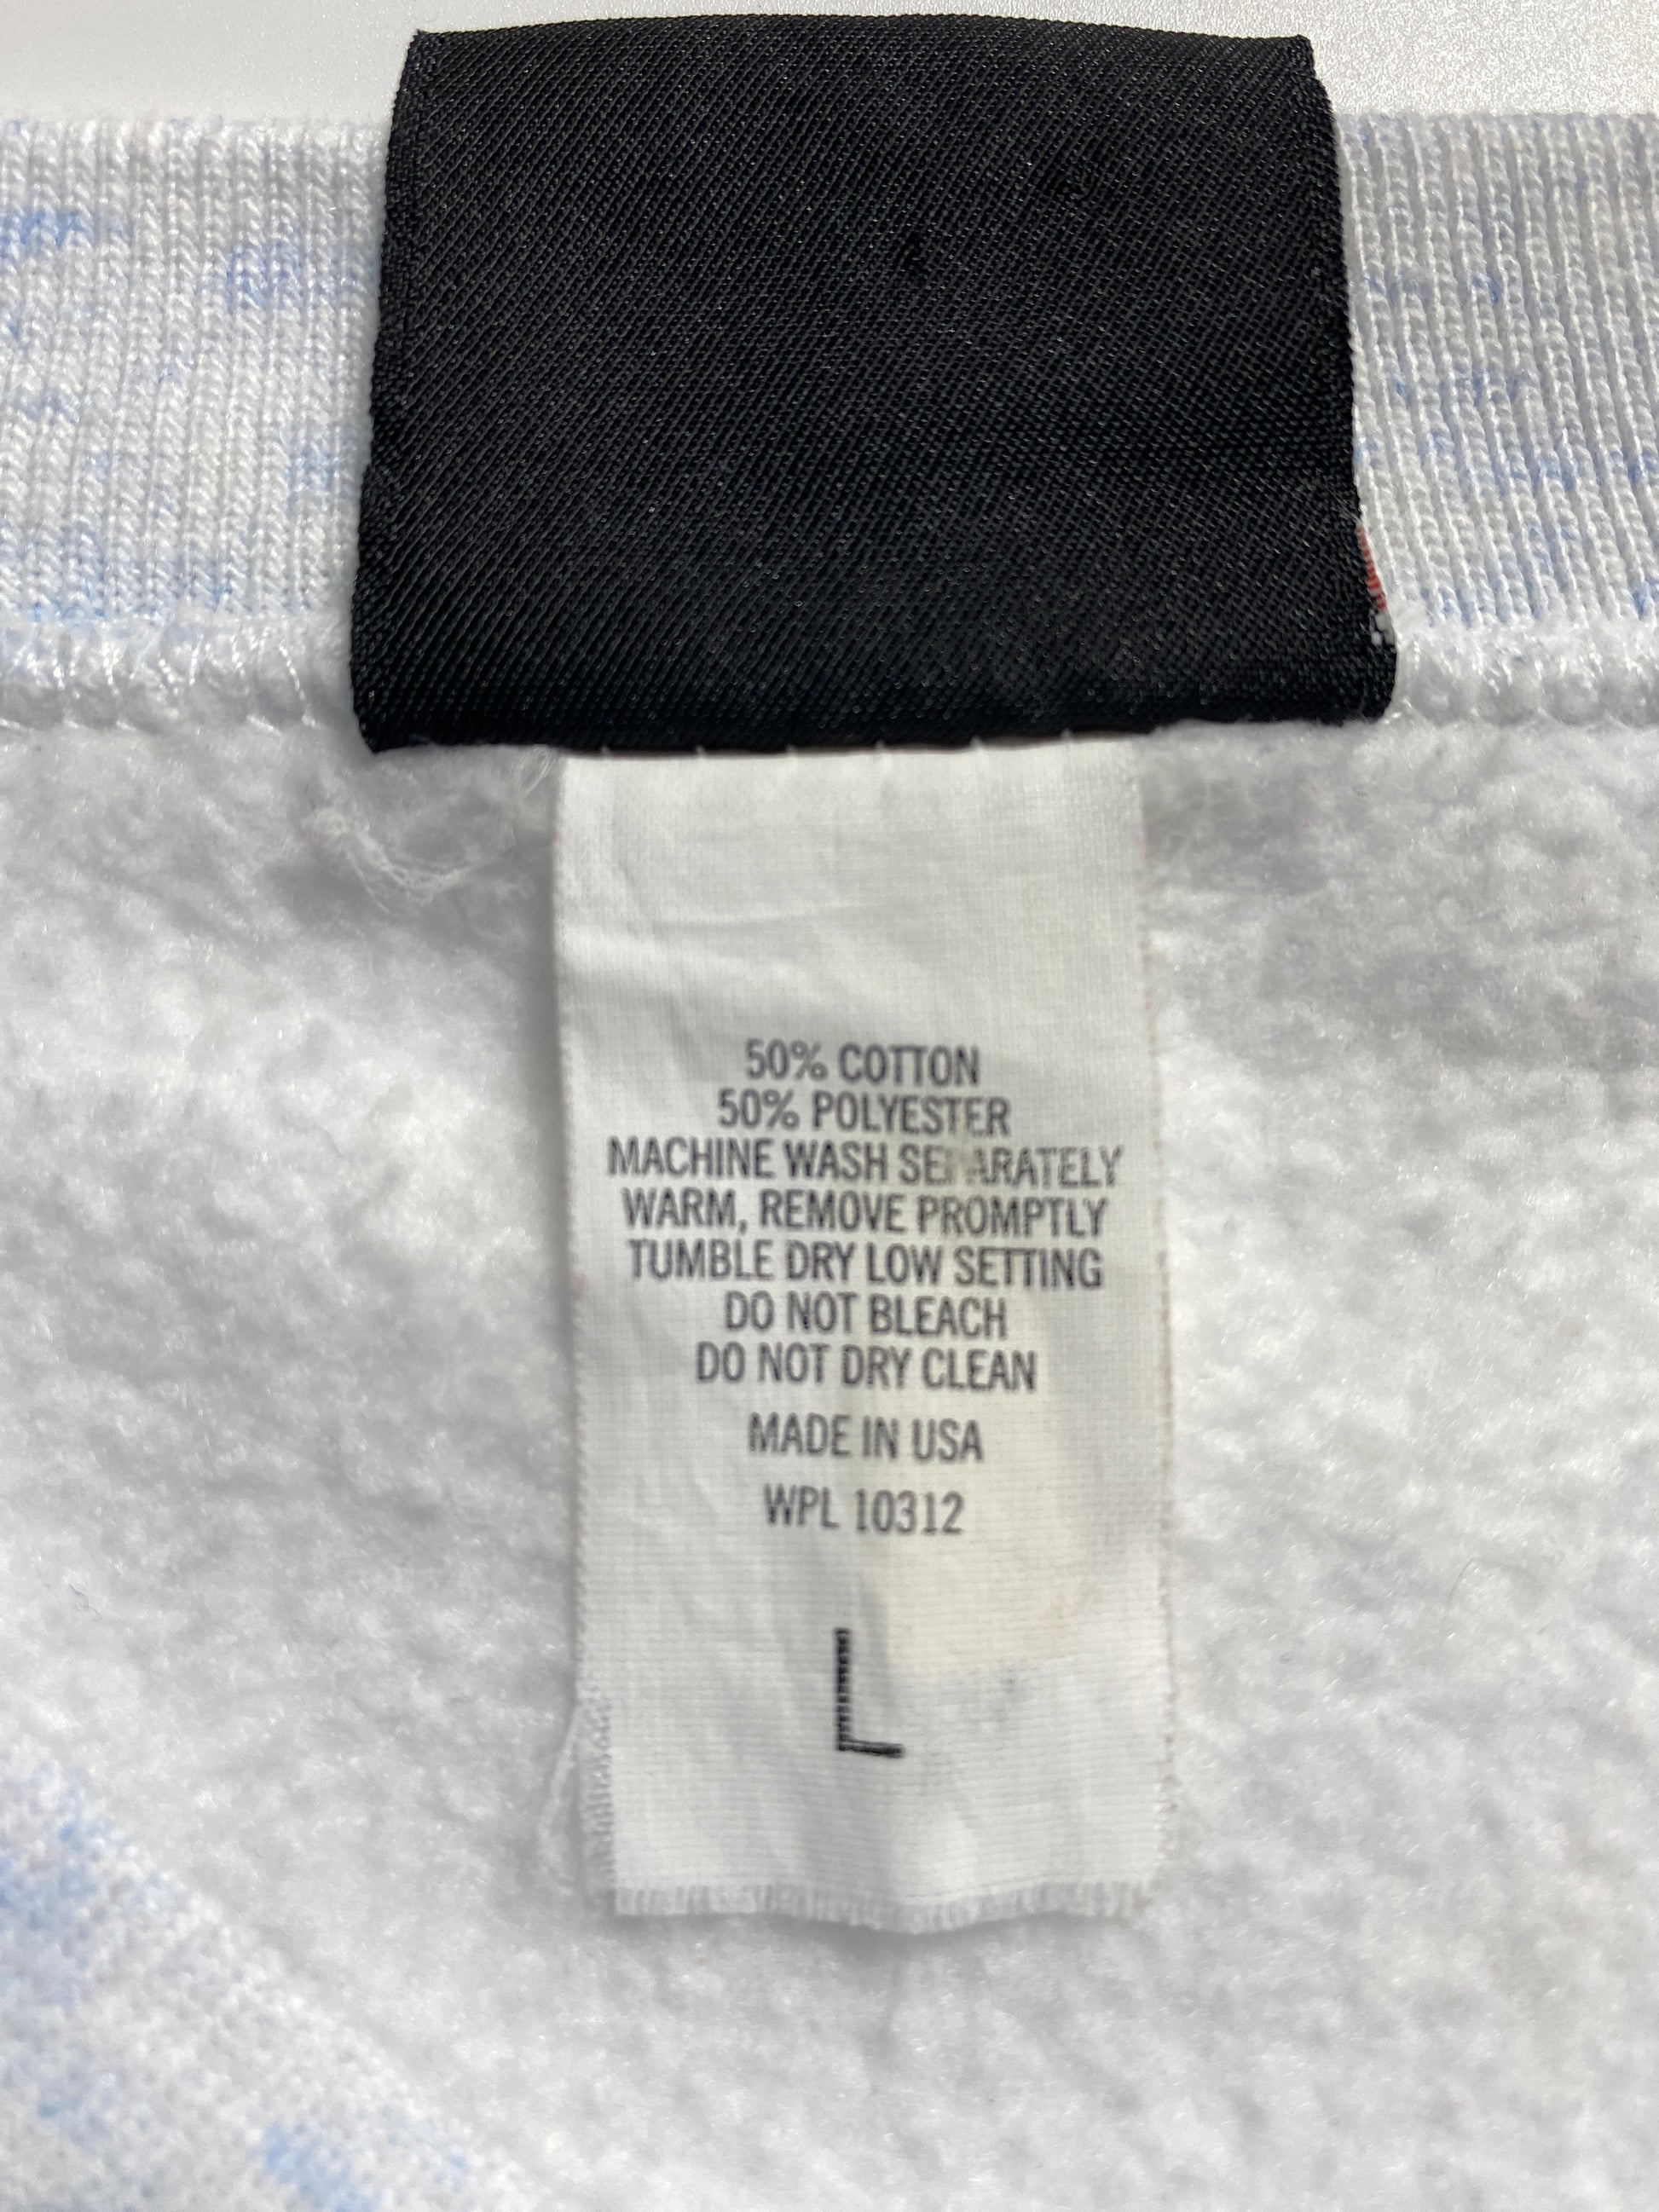 50% COTTON
50% POLYESTER
MACHINE WASH SEPARATELY
WARM, REMOVE PROMPTLY
TUMBLE DRY LOW SETTING
DO NOT BLEACH
DO NOT DRY CLEAN
MADE IN USA
WPL 10312
L